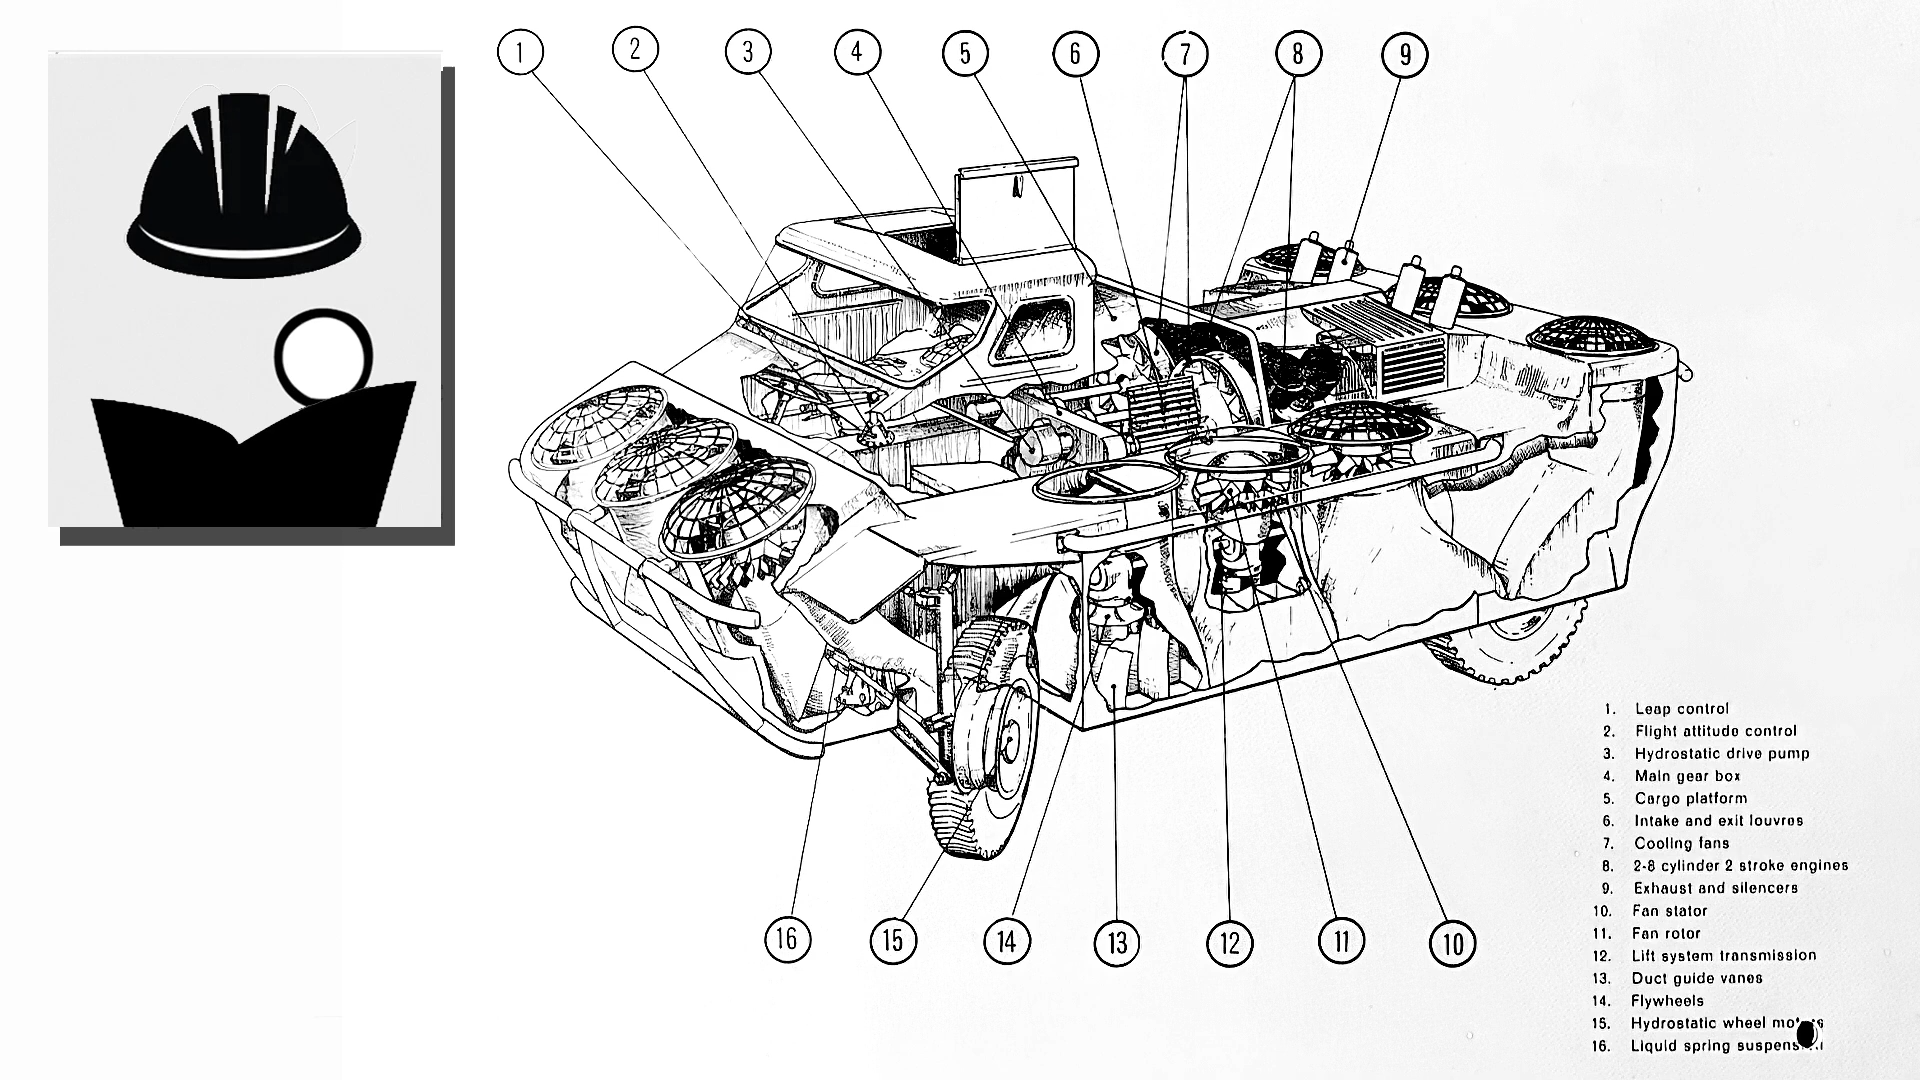 1 2 3 4 5 6 7 8 9
16 15 14 13 12 11 10
1. Leap control
2. Flight attitude control
3. Hydrostatic drive pump
4. Main gear box
5. Cargo platform
6. Intake and exit louvres
7. Cooling fans
8. 2-8 cylinder 2 stroke engines
9. Exhaust and silencers
10. Fan stator
11. Fan rotor
12. Lift system transmission
13. Duct guide vanes
14. Flywheels
15. Hydrostatic wheel
16. Liquid spring